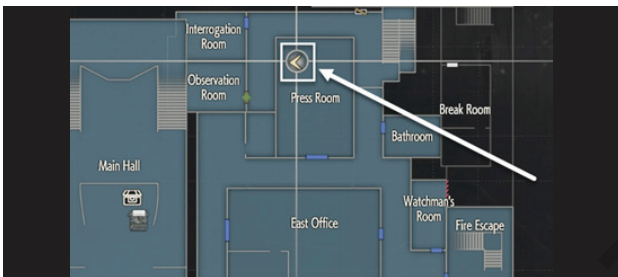 Interrogation
Room
Observation
Room
Press Room
Break Room
Bathroom
Main Hall
Watchman's
Room
East Office
Fire Escape